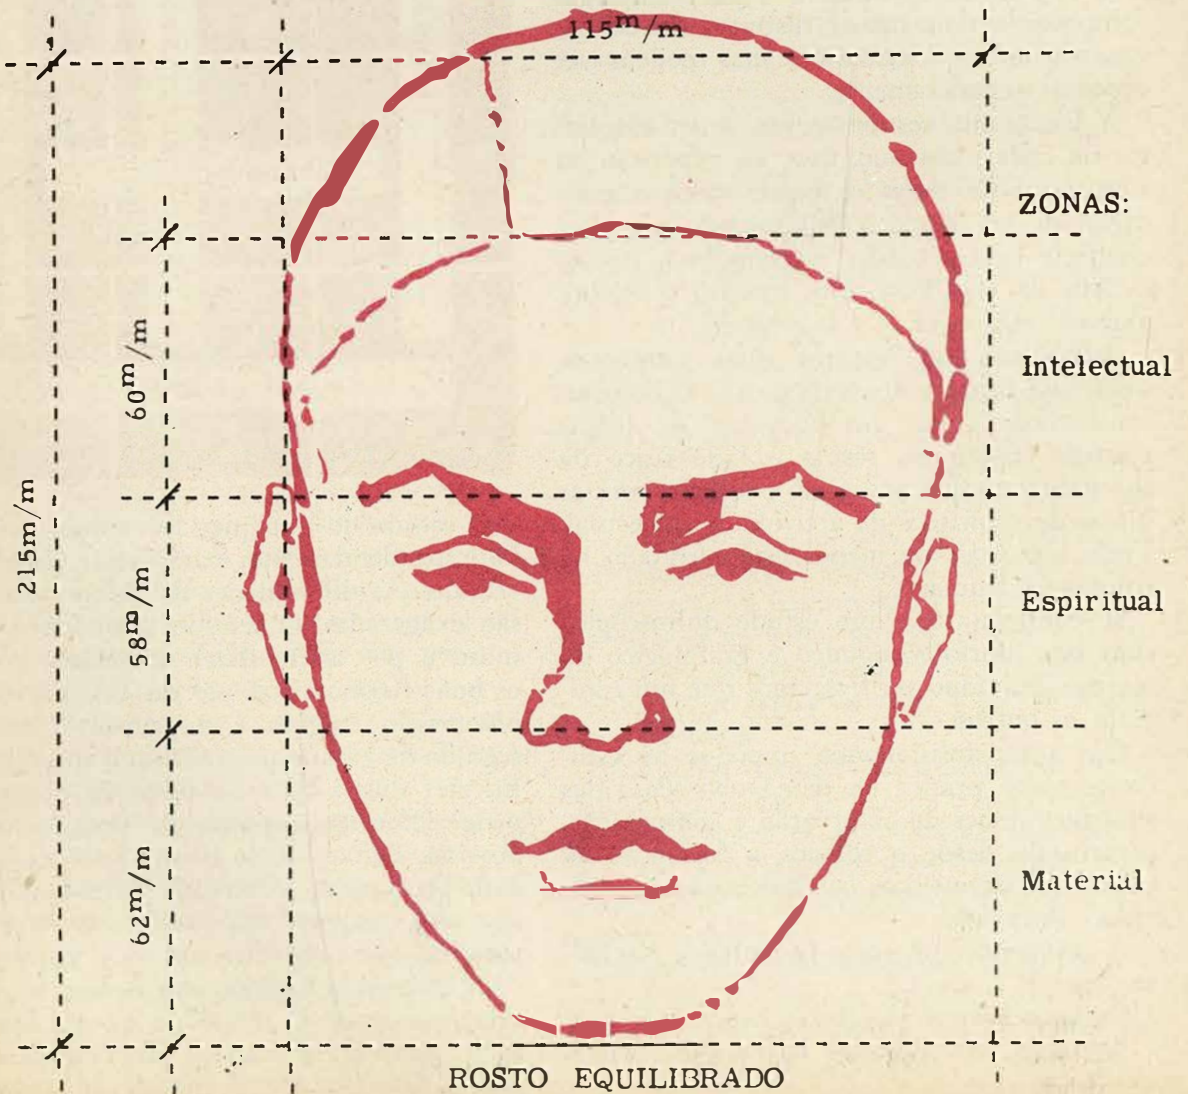 115m/m
ZONAS:
60m/m
Intelectual
215m/m
58m/m
Espiritual
62m/m
Material
ROSTO EQUILIBRADO